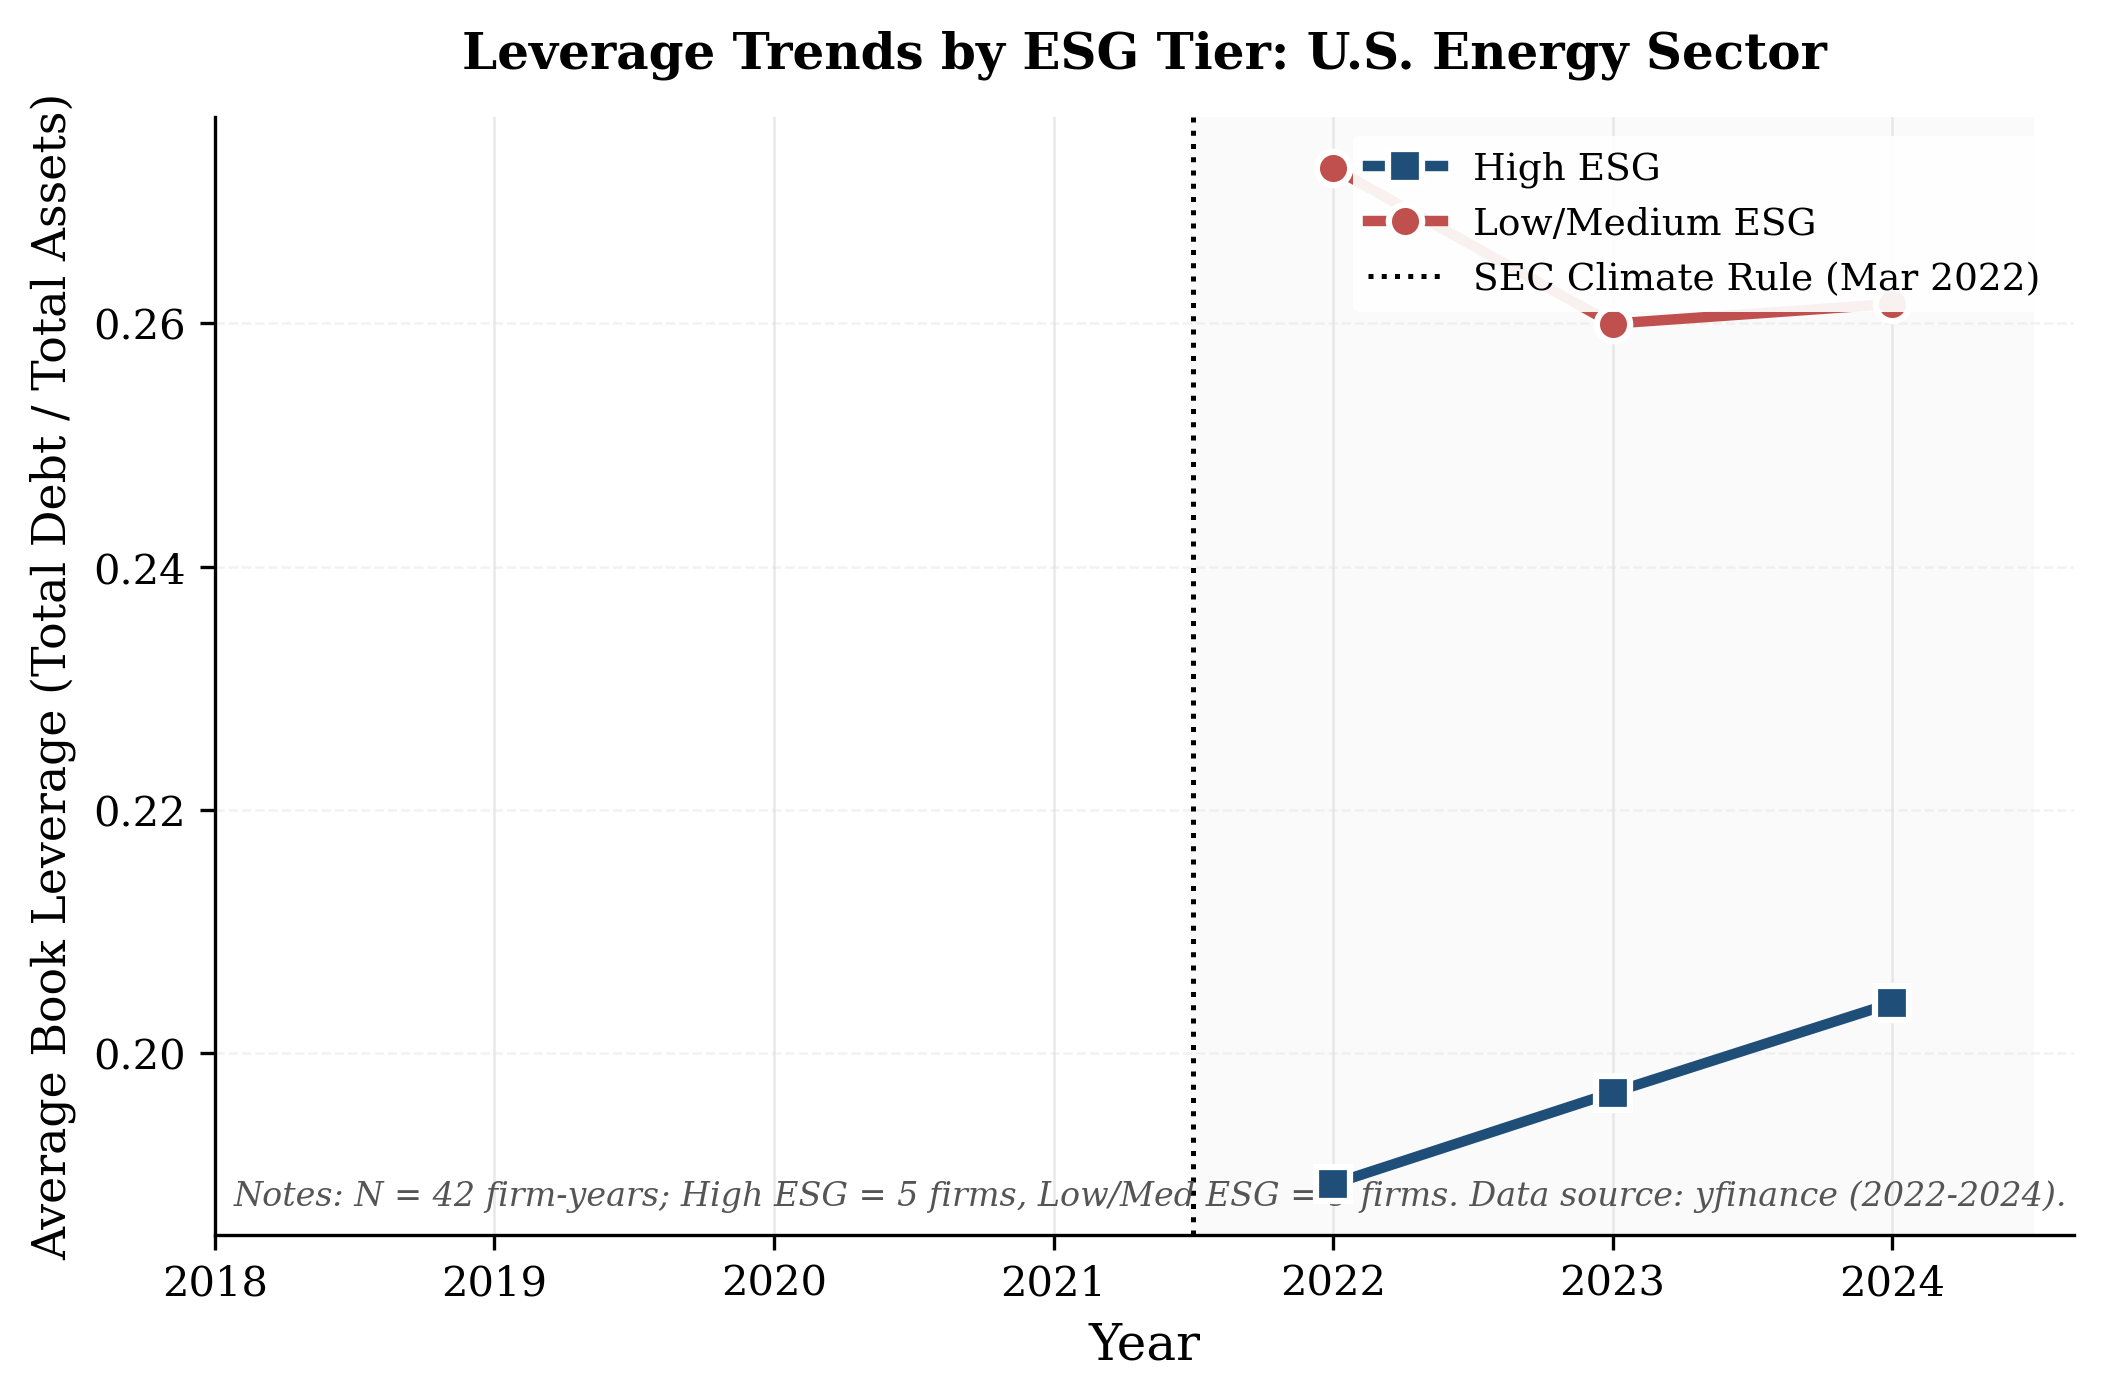 Leverage Trends by ESG Tier: U.S. Energy Sector
Average Book Leverage (Total Debt / Total Assets)
High ESG
Low/Medium ESG
SEC Climate Rule (Mar 2022)
0.26
0.24
0.22
0.20
Notes: N = 42 firm-years; High ESG = 5 firms, Low/Med ESG = firms. Data source: yfinance (2022-2024).
2018 2019 2020 2021 2022 2023 2024
Year